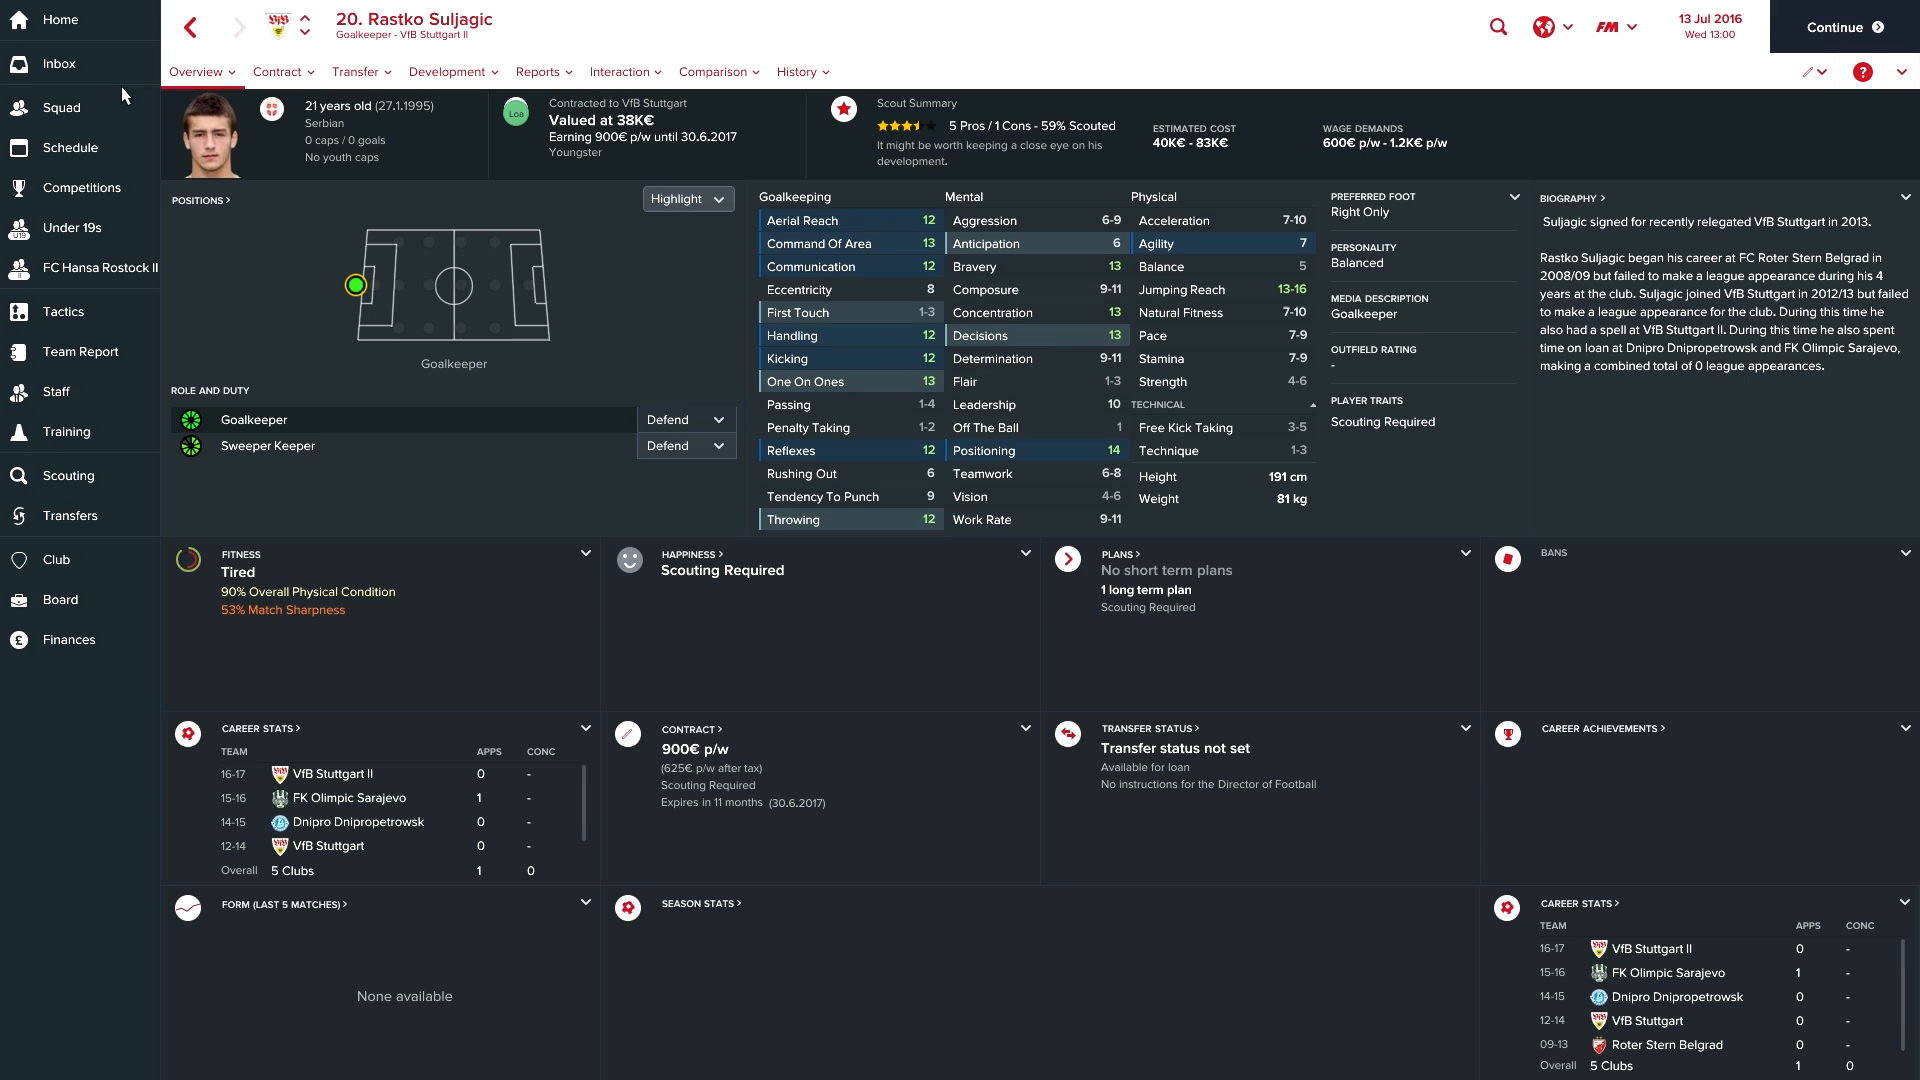 Home
Inbox
Squad
Schedule
Competitions
Under 19s
FC Hansa Rostock II
Tactics
Team Report
Staff
Training
Scouting
Transfers
Club
Board
Finances
20. Rastko Suljagic
Goalkeeper - VfB Stuttgart II
FM
13 Jul 2016
Wed 13:00
Continue
Overview Contract Transfer Development Reports Interaction Comparison History
?
21 years old (27.1.1995)
Serbian
0 caps / 0 goals
No youth caps
Loa
Contracted to VfB Stuttgart
Valued at 38K€
Earning 900€ p/w until 30.6.2017
Youngster
Scout Summary
5 Pros / 1 Cons - 59% Scouted
It might be worth keeping a close eye on his
development.
ESTIMATED COST
40K€ - 83K€
WAGE DEMANDS
600€ p/w - 1.2K€ p/w
POSITIONS >
Highlight
Goalkeeper
ROLE AND DUTY
Goalkeeper Defend
Sweeper Keeper Defend
Goalkeeping
Aerial Reach 12
Command Of Area 13
Communication 12
Eccentricity 8
First Touch 1-3
Handling 12
Kicking 12
One On Ones 13
Passing 1-4
Penalty Taking 1-2
Reflexes 12
Rushing Out 6
Tendency To Punch 9
Throwing 12
Mental
Aggression 6-9
Anticipation 6
Bravery 13
Composure 9-11
Concentration 13
Decisions 13
Determination 9-11
Flair 1-3
Leadership 10
Off The Ball 1
Positioning 14
Teamwork 6-8
Vision 4-6
Work Rate 9-11
Physical
Acceleration 7-10
Agility 7
Balance 5
Jumping Reach 13-16
Natural Fitness 7-10
Pace 7-9
Stamina 7-9
Strength 4-6
TECHNICAL
Free Kick Taking 3-5
Technique 1-3
Height 191 cm
Weight 81 kg
PREFERRED FOOT
Right Only
PERSONALITY
Balanced
MEDIA DESCRIPTION
Goalkeeper
OUTFIELD RATING
-
PLAYER TRAITS
Scouting Required
BIOGRAPHY >
Suljagic signed for recently relegated VfB Stuttgart in 2013.
Rastko Suljagic began his career at FC Roter Stern Belgrad in
2008/09 but failed to make a league appearance during his 4
years at the club. Suljagic joined VfB Stuttgart in 2012/13 but failed
to make a league appearance for the club. During this time he
also had a spell at VfB Stuttgart II. During this time he also spent
time on loan at Dnipro Dnipropetrowsk and FK Olimpic Sarajevo,
making a combined total of 0 league appearances.
FITNESS
Tired
90% Overall Physical Condition
53% Match Sharpness
HAPPINESS >
Scouting Required
PLANS >
No short term plans
1 long term plan
Scouting Required
BANS
CAREER STATS >
TEAM APPS CONC
16-17 VfB Stuttgart II 0 -
15-16 FK Olimpic Sarajevo 1 -
14-15 Dnipro Dnipropetrowsk 0 -
12-14 VfB Stuttgart 0 -
Overall 5 Clubs 1 0
CONTRACT >
900€ p/w
(625€ p/w after tax)
Scouting Required
Expires in 11 months (30.6.2017)
TRANSFER STATUS >
Transfer status not set
Available for loan
No instructions for the Director of Football
CAREER ACHIEVEMENTS >
FORM (LAST 5 MATCHES) >
None available
SEASON STATS >
CAREER STATS >
TEAM APPS CONC
16-17 VfB Stuttgart II 0 -
15-16 FK Olimpic Sarajevo 1 -
14-15 Dnipro Dnipropetrowsk 0 -
12-14 VfB Stuttgart 0 -
09-13 Roter Stern Belgrad 0 -
Overall 5 Clubs 1 0